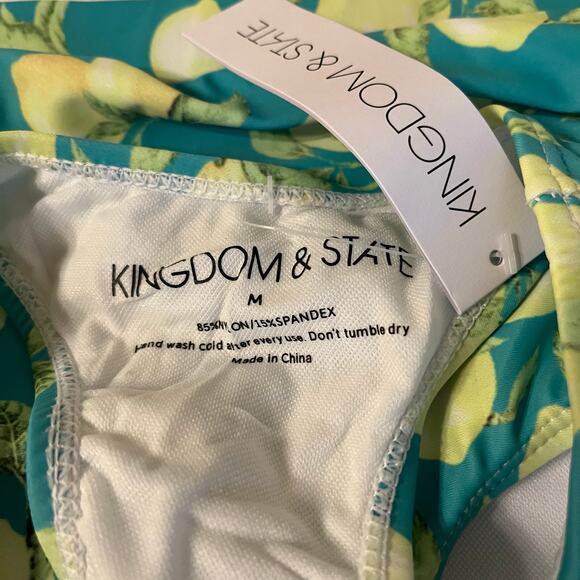 KINGDOM & STATE
KINGDOM & STATE
M
85%NYLON/15%SPANDEX
Hand wash cold after every use. Don't tumble dry
Made in China